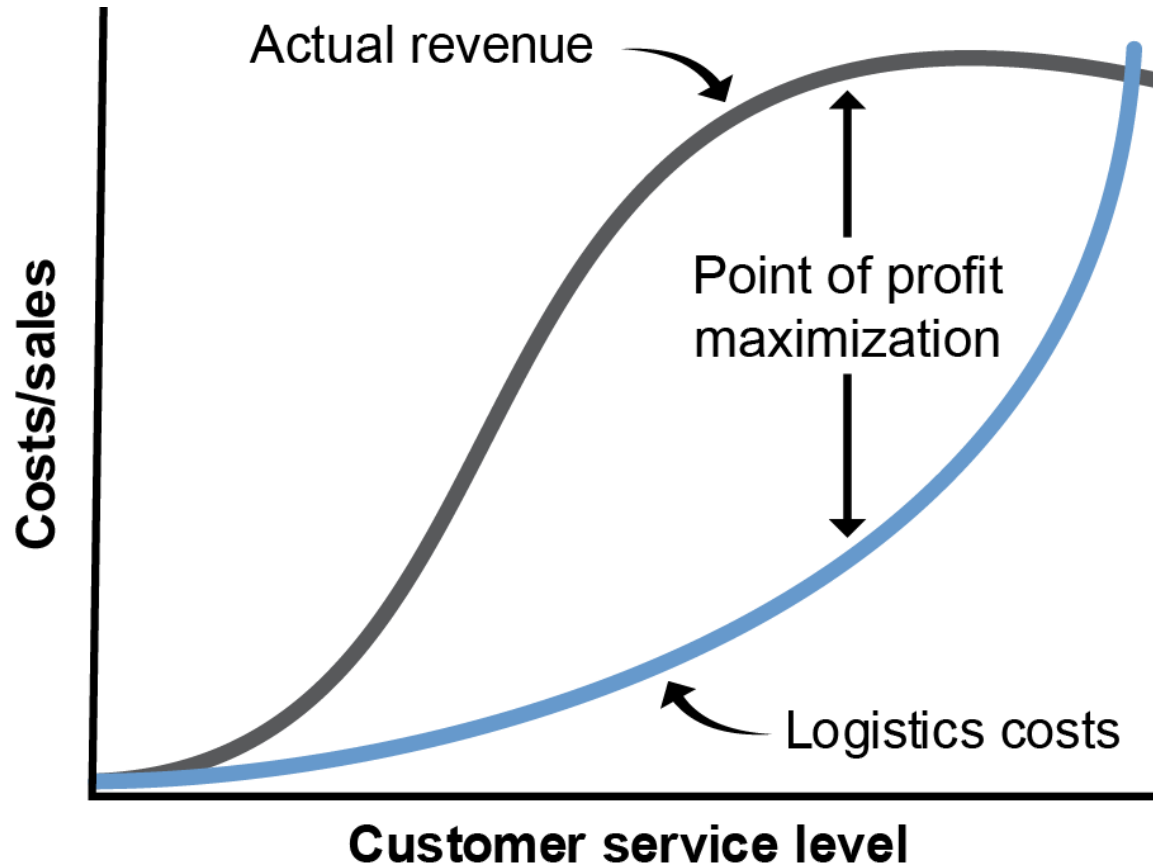 Actual revenue
Costs/sales
Point of profit
maximization
Logistics costs
Customer service level